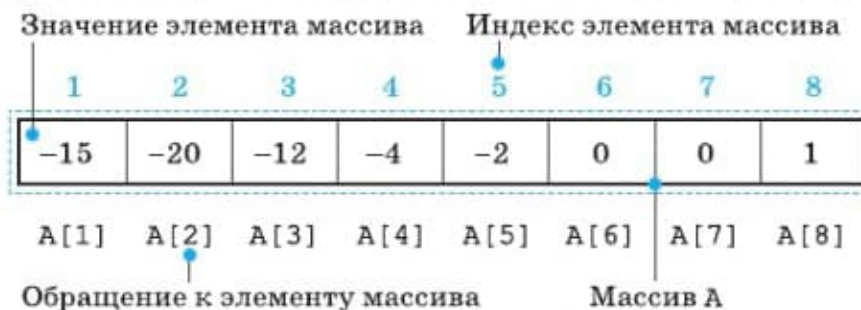 Значение элемента массива Индекс элемента массива
1 2 3 4 5 6 7 8
−15 −20 −12 −4 −2 0 0 1
A[1] A[2] A[3] A[4] A[5] A[6] A[7] A[8]
Обращение к элементу массива Массив A